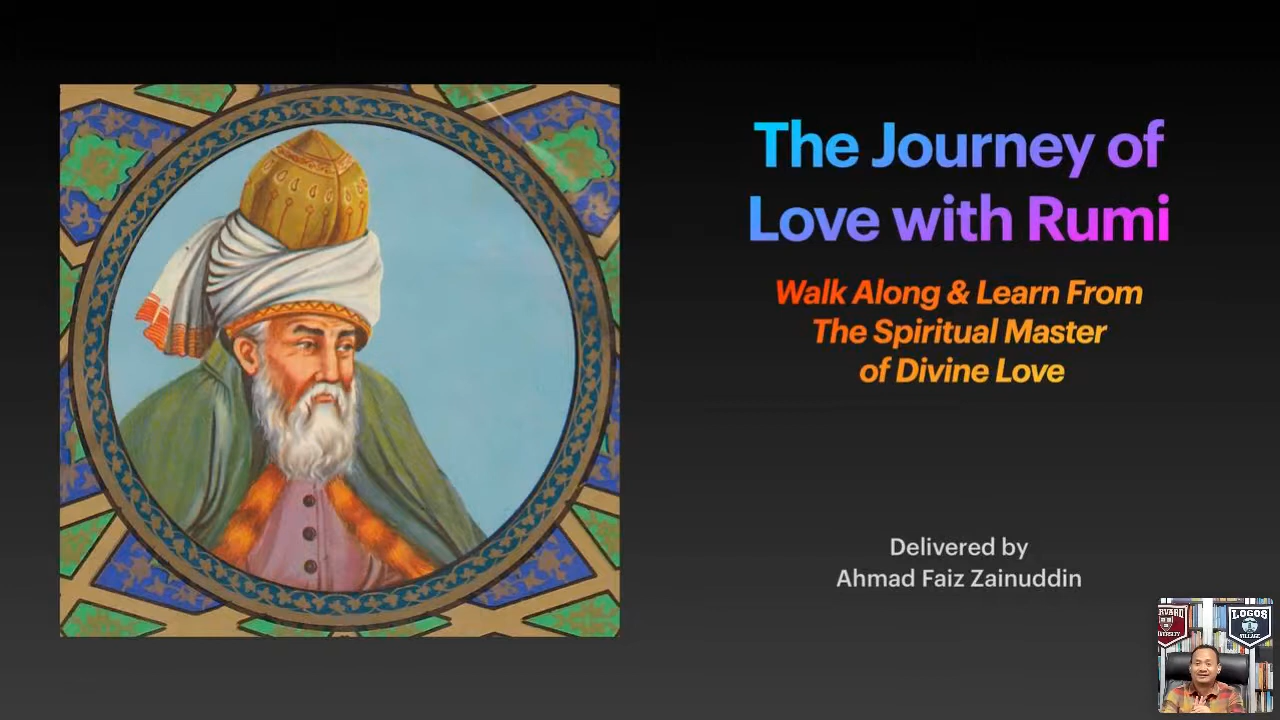 The Journey of
Love with Rumi
Walk Along & Learn From
The Spiritual Master
of Divine Love
Delivered by
Ahmad Faiz Zainuddin
LOGOS
VILLAGE